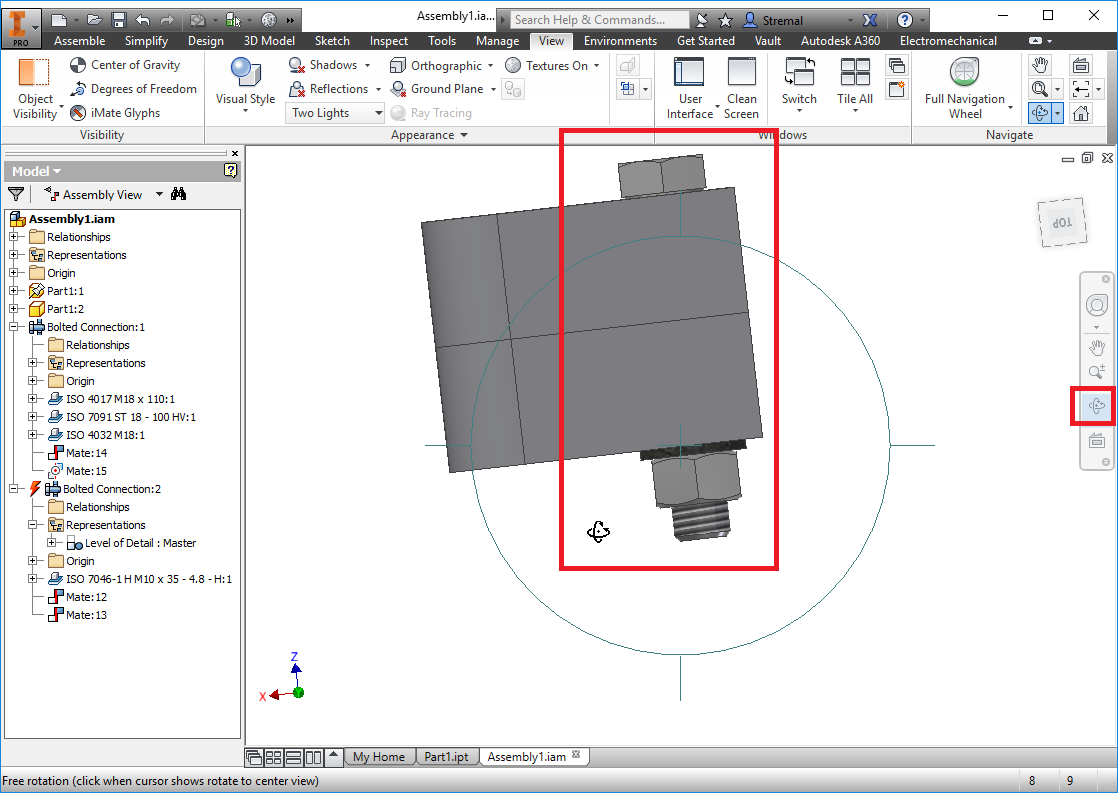 Assembly1.ia...
Search Help & Commands...
Stremal
PRO
Assemble
Simplify
Design
3D Model
Sketch
Inspect
Tools
Manage
View
Environments
Get Started
Vault
Autodesk A360
Electromechanical
Object
Visibility
Center of Gravity
Degrees of Freedom
iMate Glyphs
Visibility
Visual Style
Shadows
Reflections
Two Lights
Orthographic
Ground Plane
Ray Tracing
Textures On
Appearance
User
Interface
Clean
Screen
Switch
Tile All
Windows
Full Navigation
Wheel
Navigate
Model
Assembly View
Assembly1.iam
Relationships
Representations
Origin
Part1:1
Part1:2
Bolted Connection:1
Relationships
Representations
Origin
ISO 4017 M18 x 110:1
ISO 7091 ST 18 - 100 HV:1
ISO 4032 M18:1
Mate:14
Mate:15
Bolted Connection:2
Relationships
Representations
Level of Detail : Master
Origin
ISO 7046-1 H M10 x 35 - 4.8 - H:1
Mate:12
Mate:13
TOP
Z
X
My Home
Part1.ipt
Assembly1.iam
Free rotation (click when cursor shows rotate to center view)
8
9